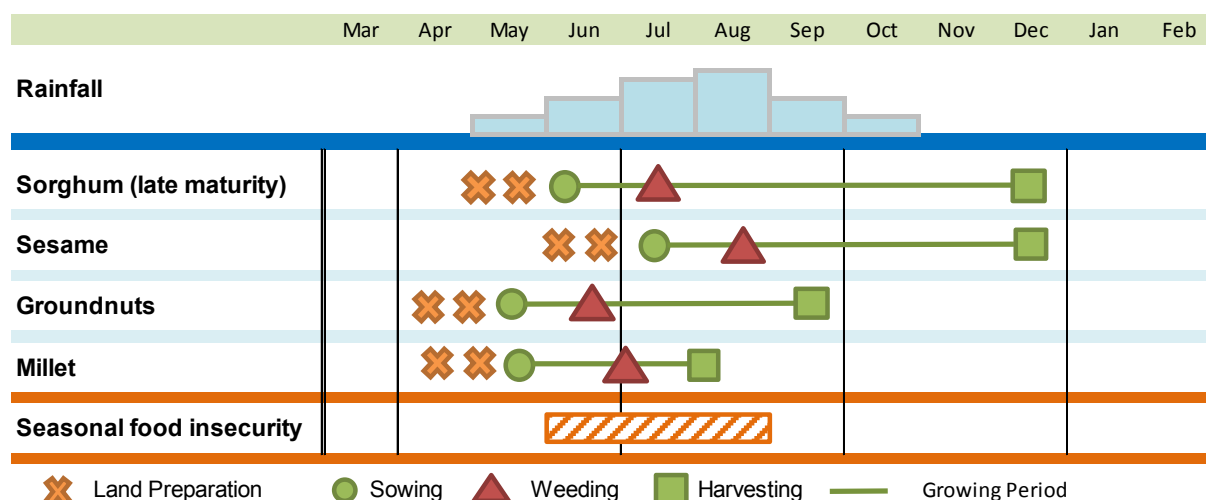 Mar Apr May Jun Jul Aug Sep Oct Nov Dec Jan Feb
Rainfall
Sorghum (late maturity)
Sesame
Groundnuts
Millet
Seasonal food insecurity
Land Preparation Sowing Weeding Harvesting Growing Period